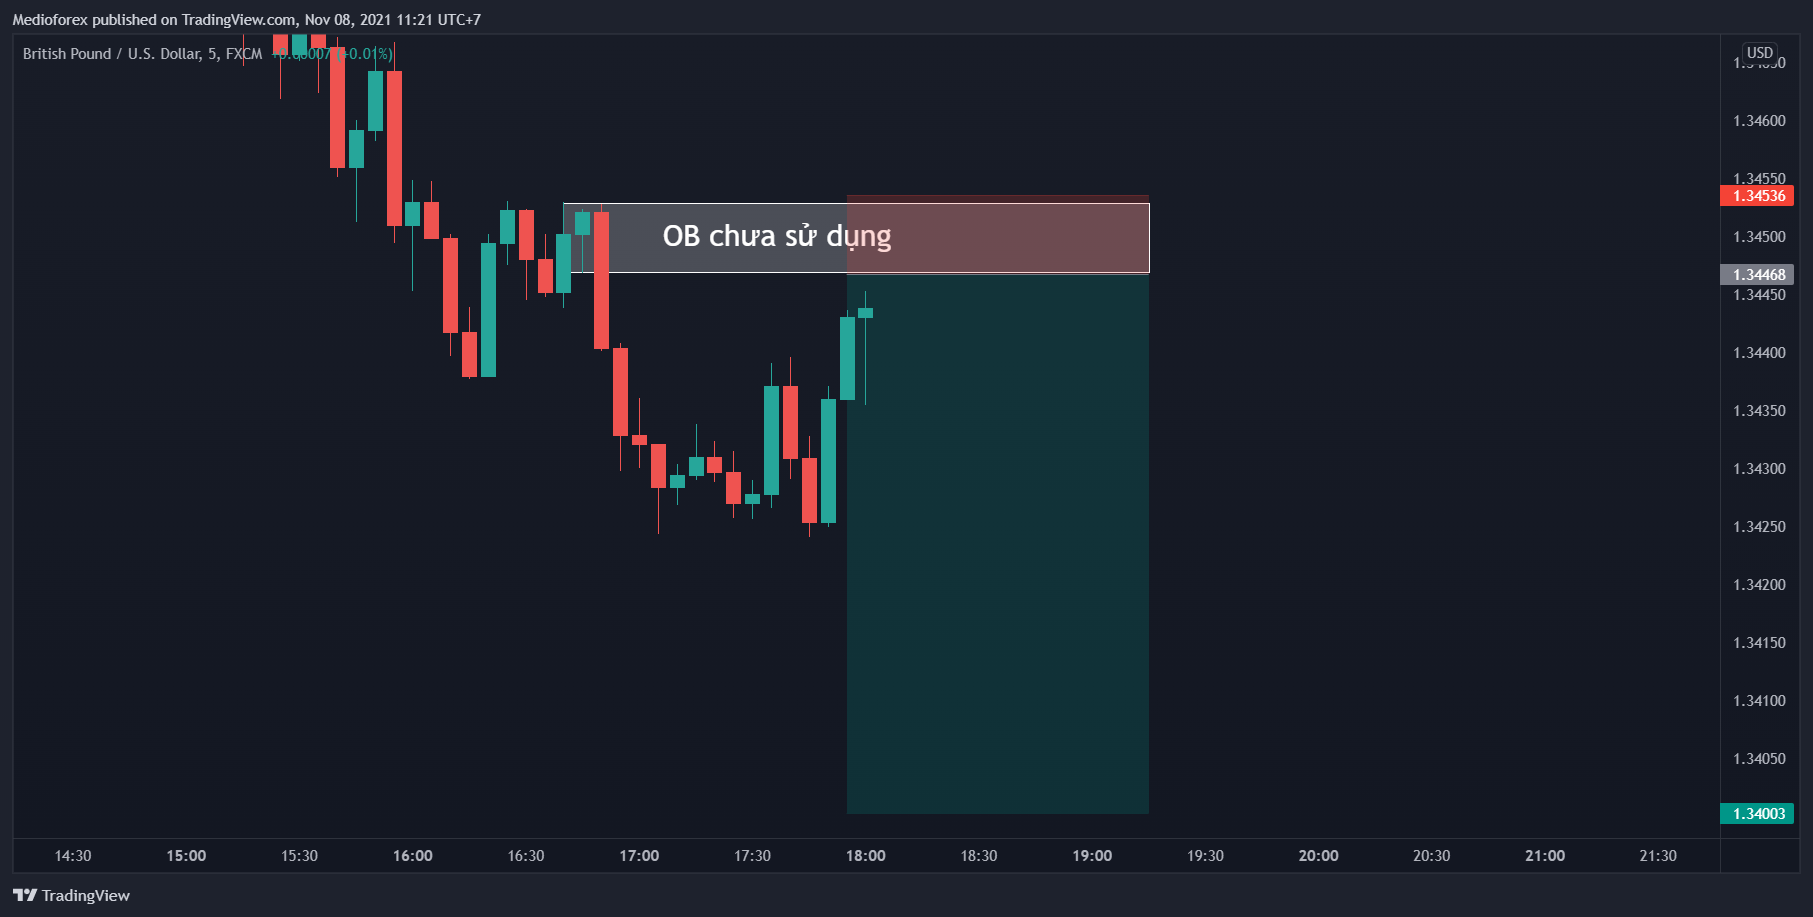 Medioforex published on TradingView.com, Nov 08, 2021 11:21 UTC+7
British Pound / U.S. Dollar, 5, FXCM +0.00007 (+0.01%)
USD
1.34600
1.34550
1.34536
OB chưa sử dụng
1.34500
1.34468
1.34450
1.34400
1.34350
1.34300
1.34250
1.34200
1.34150
1.34100
1.34050
1.34003
14:30 15:00 15:30 16:00 16:30 17:00 17:30 18:00 18:30 19:00 19:30 20:00 20:30 21:00 21:30
TradingView